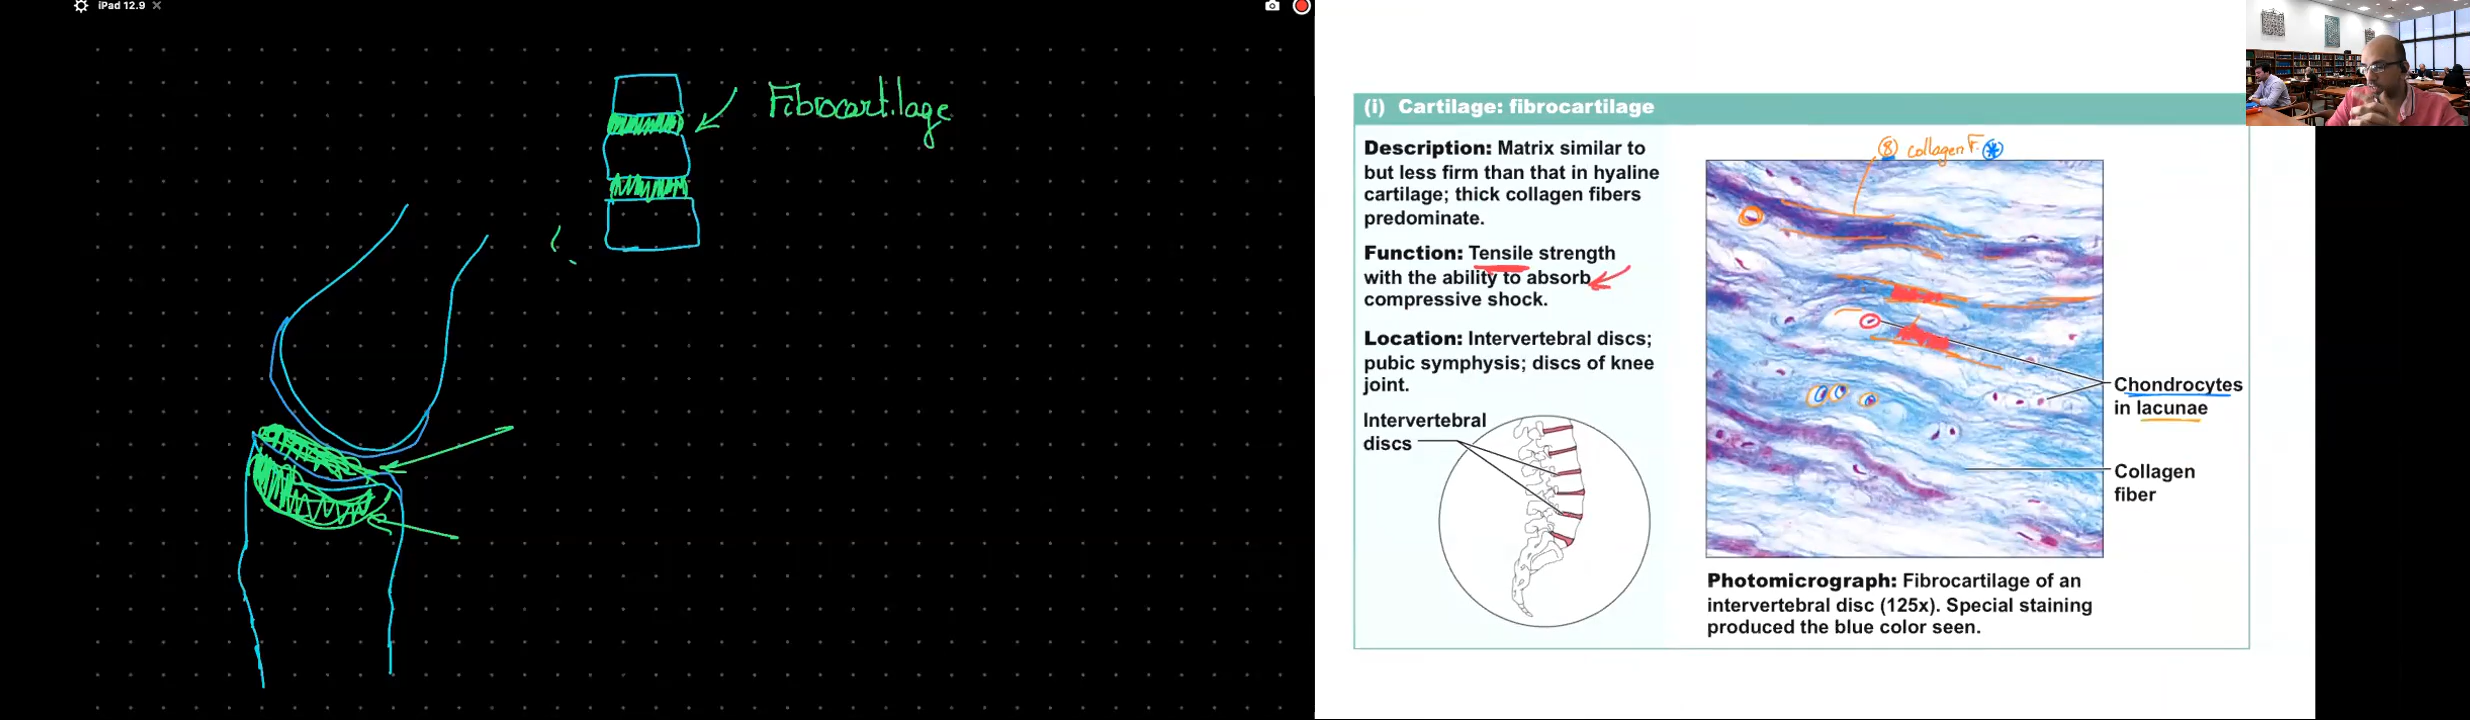 iPad 12.9
Fibrocartilage
(i) Cartilage: fibrocartilage
Description: Matrix similar to
but less firm than that in hyaline
cartilage; thick collagen fibers
predominate.
Function: Tensile strength
with the ability to absorb
compressive shock.
Location: Intervertebral discs;
pubic symphysis; discs of knee
joint.
Intervertebral
discs
8 collagen F.
Chondrocytes
in lacunae
Collagen
fiber
Photomicrograph: Fibrocartilage of an
intervertebral disc (125x). Special staining
produced the blue color seen.